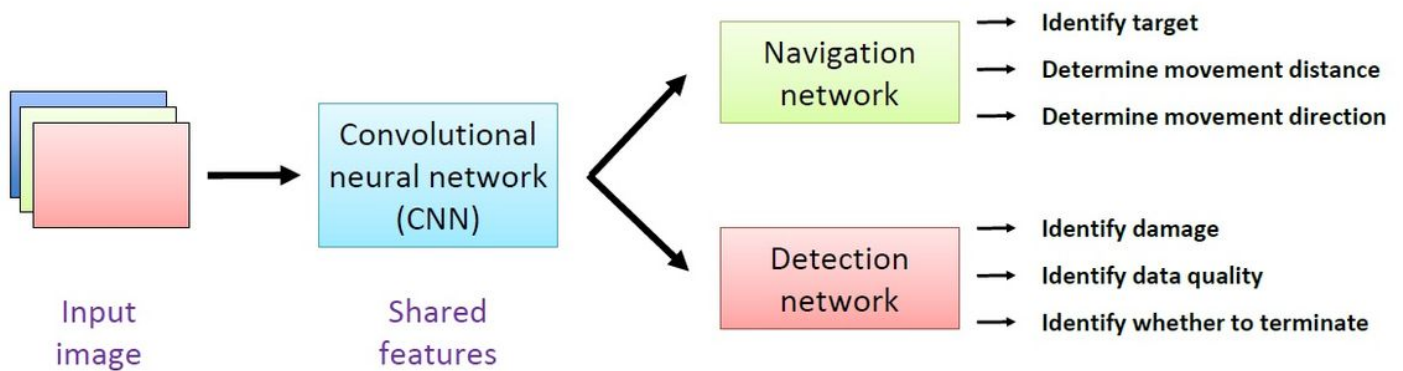 Input
image
Convolutional
neural network
(CNN)
Shared
features
Navigation
network
Identify target
Determine movement distance
Determine movement direction
Detection
network
Identify damage
Identify data quality
Identify whether to terminate